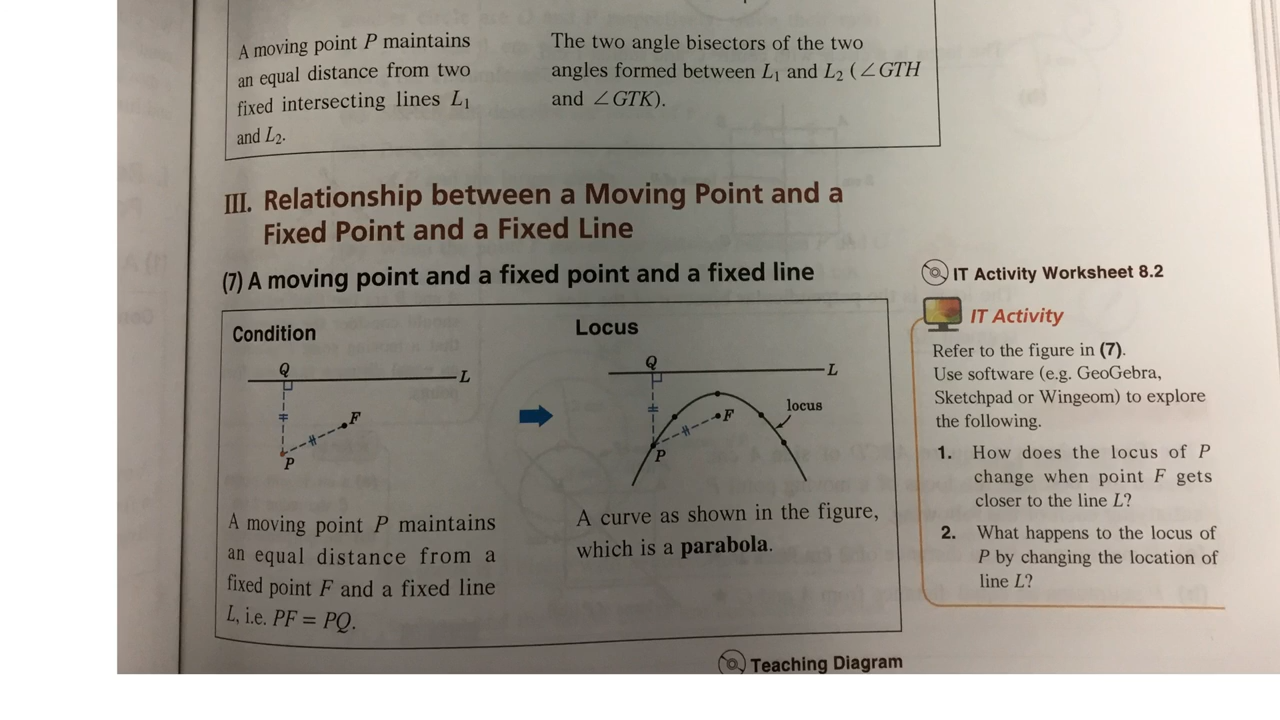 A moving point P maintains
an equal distance from two
fixed intersecting lines L₁
and L₂.
The two angle bisectors of the two
angles formed between L₁ and L₂ (∠GTH
and ∠GTK).
III. Relationship between a Moving Point and a
Fixed Point and a Fixed Line
(7) A moving point and a fixed point and a fixed line
Condition
Q
L
F
P
A moving point P maintains
an equal distance from a
fixed point F and a fixed line
L, i.e. PF = PQ.
Locus
Q
L
locus
F
P
A curve as shown in the figure,
which is a parabola.
IT Activity Worksheet 8.2
IT Activity
Refer to the figure in (7).
Use software (e.g. GeoGebra,
Sketchpad or Wingeom) to explore
the following.
1. How does the locus of P
change when point F gets
closer to the line L?
2. What happens to the locus of
P by changing the location of
line L?
Teaching Diagram